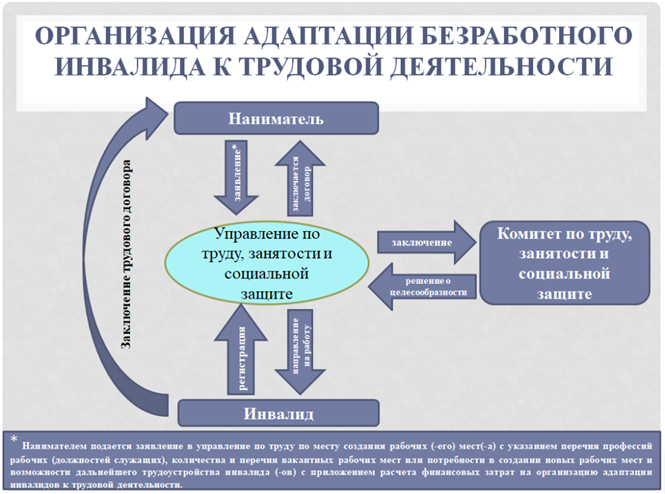 ОРГАНИЗАЦИЯ АДАПТАЦИИ БЕЗРАБОТНОГО
ИНВАЛИДА К ТРУДОВОЙ ДЕЯТЕЛЬНОСТИ
Наниматель
Заключение трудового договора
заявление*
заключается
договор
Управление по
труду, занятости и
социальной
защите
заключение
решение о
целесообразности
Комитет по труду,
занятости и
социальной
защите
регистрация
направление
на работу
Инвалид
* Нанимателем подается заявление в управление по труду по месту создания рабочих (-его) мест(-а) с указанием перечня профессий
рабочих (должностей служащих), количества и перечня вакантных рабочих мест или потребности в создании новых рабочих мест и
возможности дальнейшего трудоустройства инвалида (-ов) с приложением расчета финансовых затрат на организацию адаптации
инвалидов к трудовой деятельности.